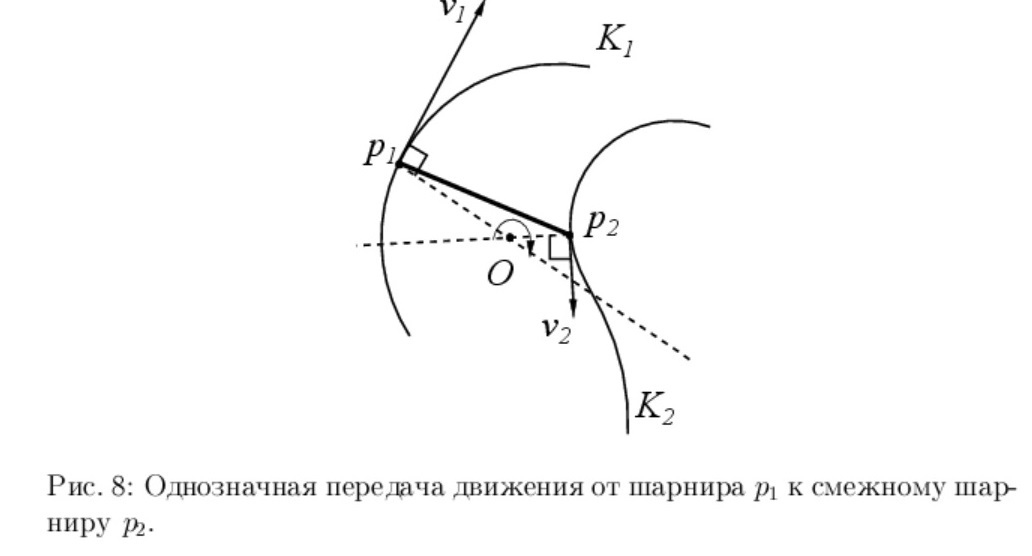 v1
K1
p1
p2
O
v2
K2
Рис. 8: Однозначная передача движения от шарнира p1 к смежному шар-
ниру p2.